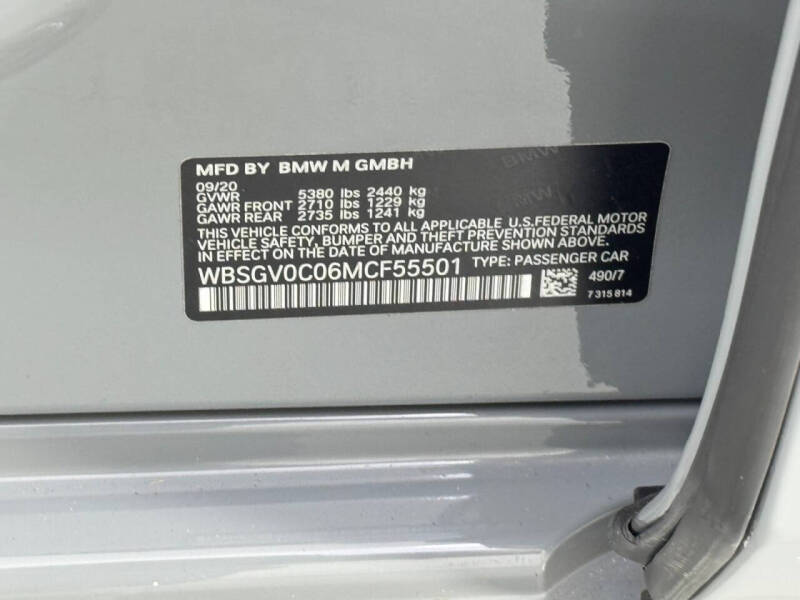 MFD BY BMW M GMBH
09/20
GVWR 5380 lbs 2440 kg
GAWR FRONT 2710 lbs 1229 kg
GAWR REAR 2735 lbs 1241 kg
THIS VEHICLE CONFORMS TO ALL APPLICABLE U.S.FEDERAL MOTOR
VEHICLE SAFETY, BUMPER AND THEFT PREVENTION STANDARDS
IN EFFECT ON THE DATE OF MANUFACTURE SHOWN ABOVE.
WBSGV0C06MCF55501 TYPE: PASSENGER CAR
490/7
7 315 814